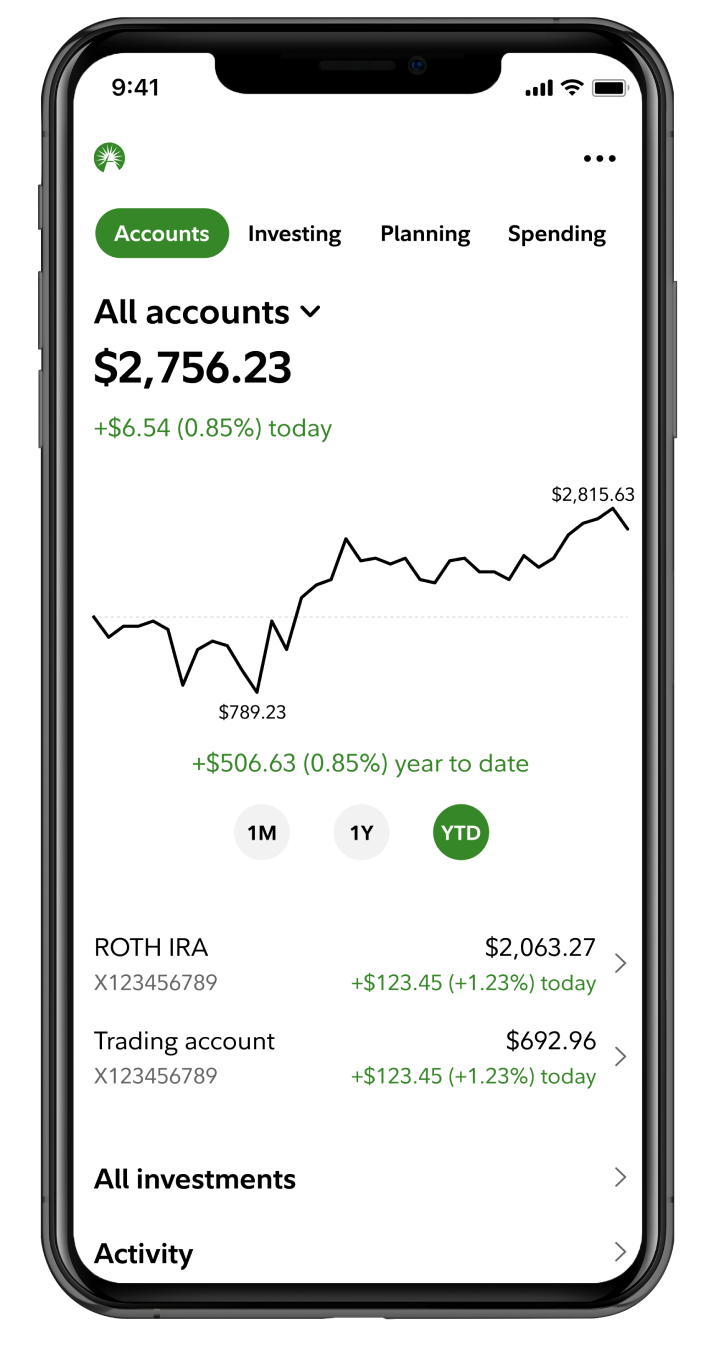 9:41
Accounts Investing Planning Spending
All accounts
$2,756.23
+$6.54 (0.85%) today
$2,815.63
$789.23
+$506.63 (0.85%) year to date
1M 1Y YTD
ROTH IRA $2,063.27
X123456789 +$123.45 (+1.23%) today
Trading account $692.96
X123456789 +$123.45 (+1.23%) today
All investments
Activity